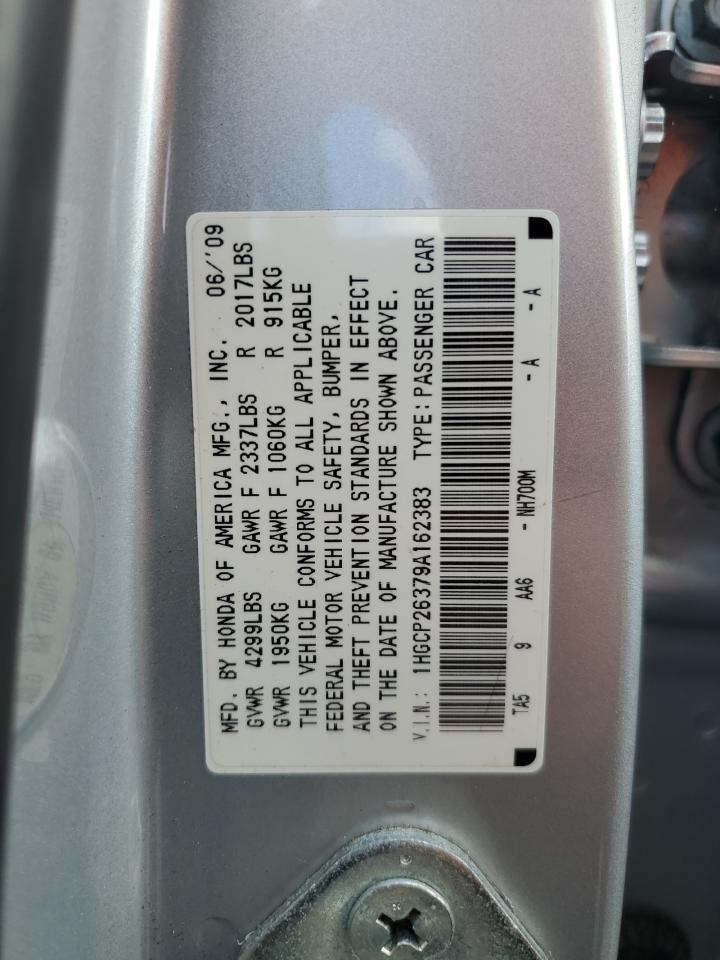 MFD. BY HONDA OF AMERICA MFG., INC. 06/'09
GVWR 4299LBS GAWR F 2337LBS R 2017LBS
GVWR 1950KG GAWR F 1060KG R 915KG
THIS VEHICLE CONFORMS TO ALL APPLICABLE
FEDERAL MOTOR VEHICLE SAFETY, BUMPER,
AND THEFT PREVENTION STANDARDS IN EFFECT
ON THE DATE OF MANUFACTURE SHOWN ABOVE.
V.I.N.: 1HGCP26379A162383 TYPE: PASSENGER CAR
TA5 9 AA6 - NH700M - A - A